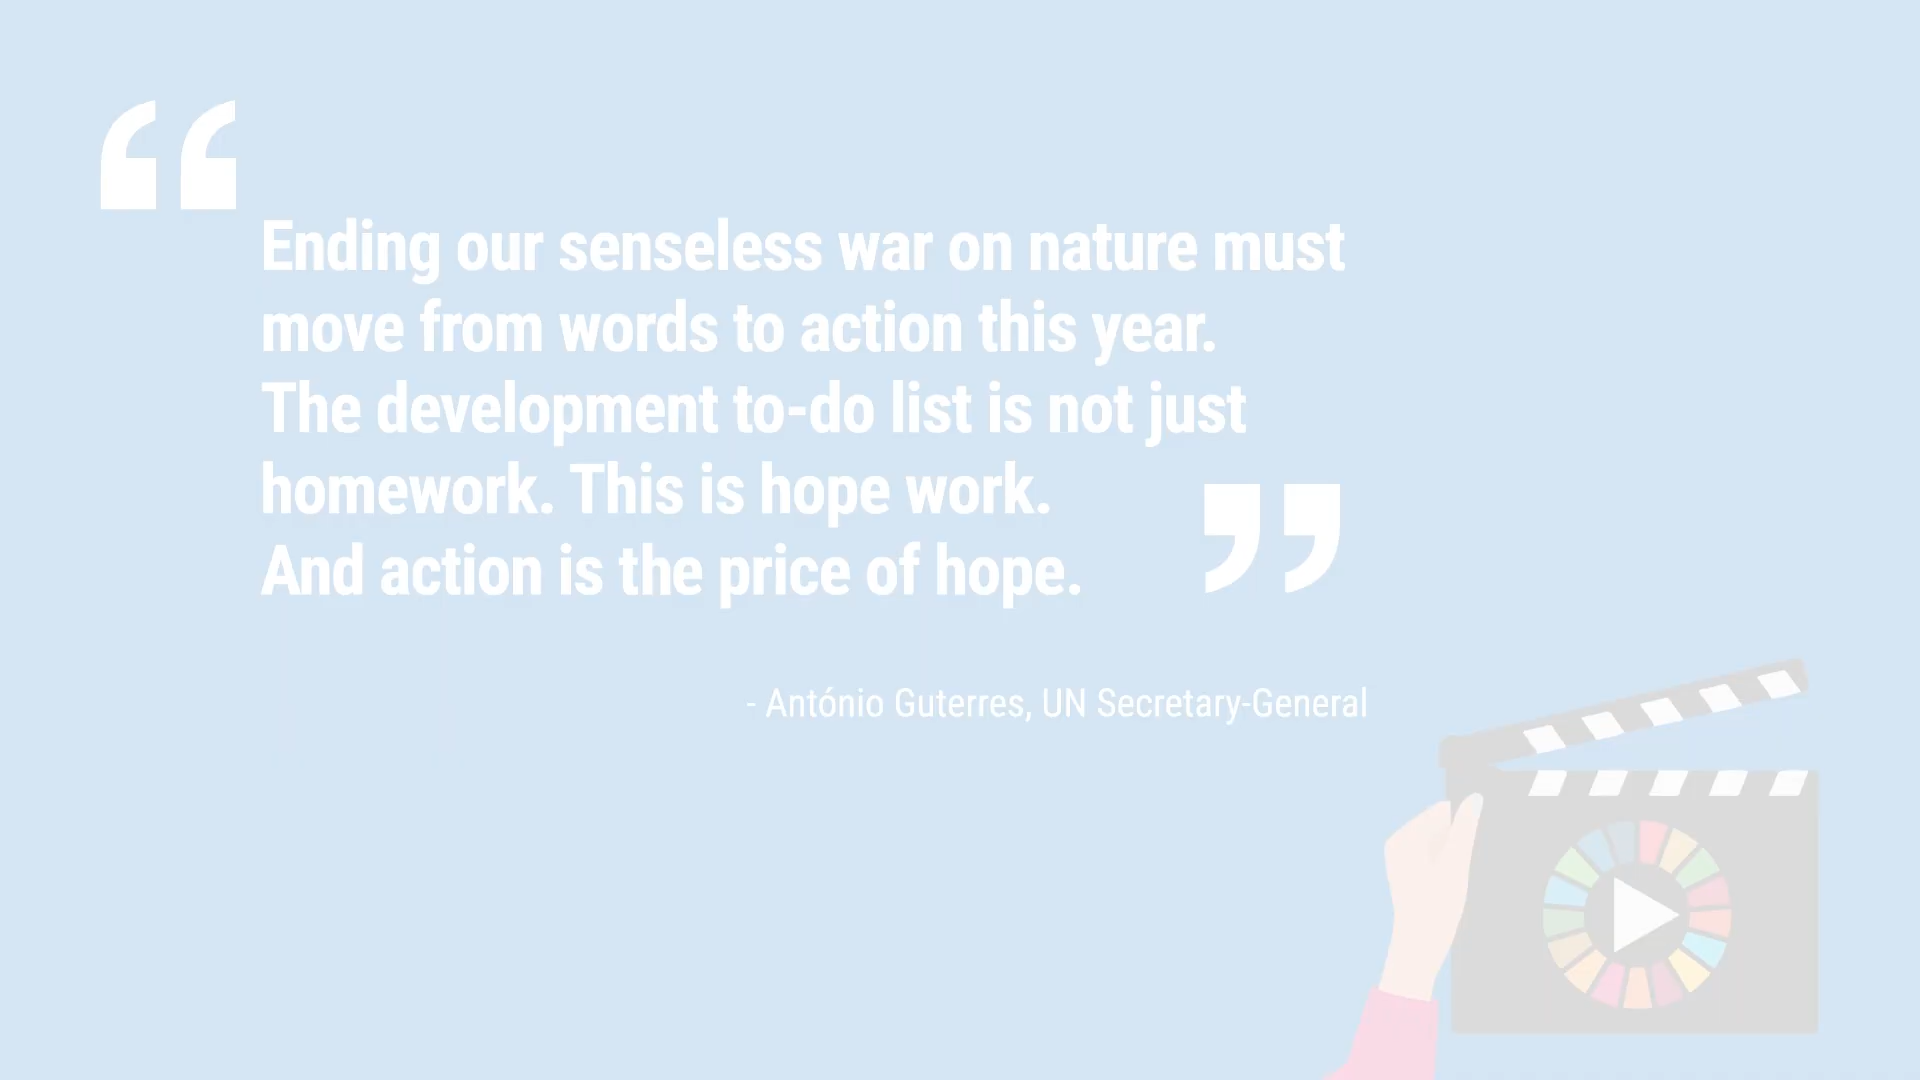 “
Ending our senseless war on nature must
move from words to action this year.
The development to-do list is not just
homework. This is hope work.
And action is the price of hope.
”
- António Guterres, UN Secretary-General